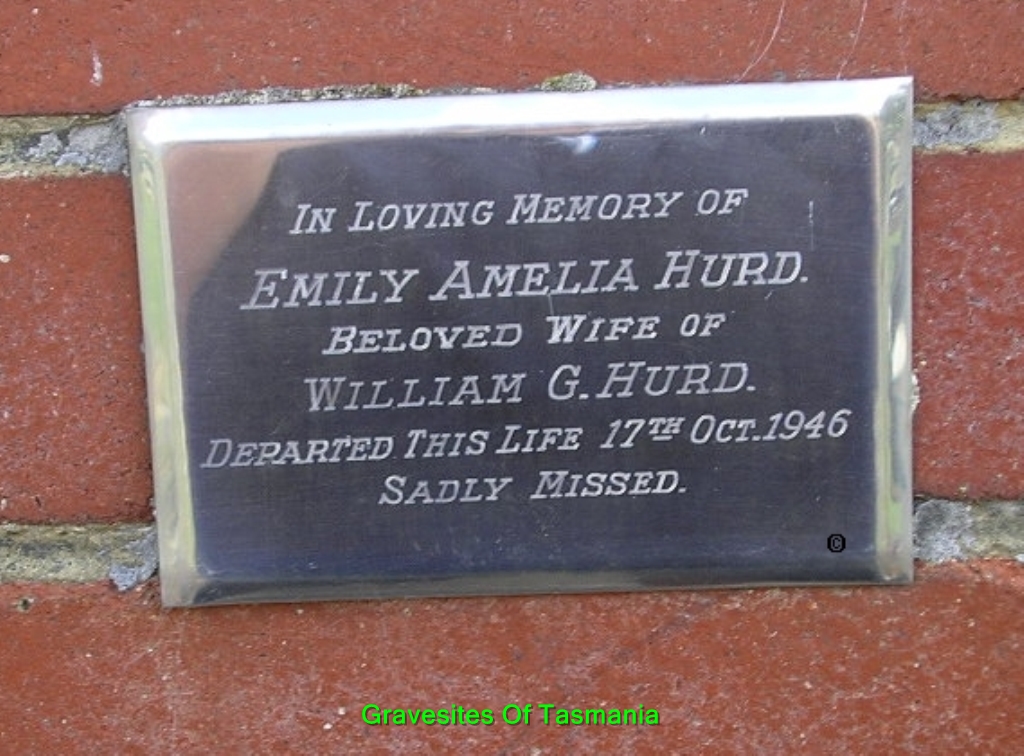 IN LOVING MEMORY OF
EMILY AMELIA HURD.
BELOVED WIFE OF
WILLIAM G. HURD.
DEPARTED THIS LIFE 17TH OCT. 1946
SADLY MISSED.
©
Gravesites Of Tasmania